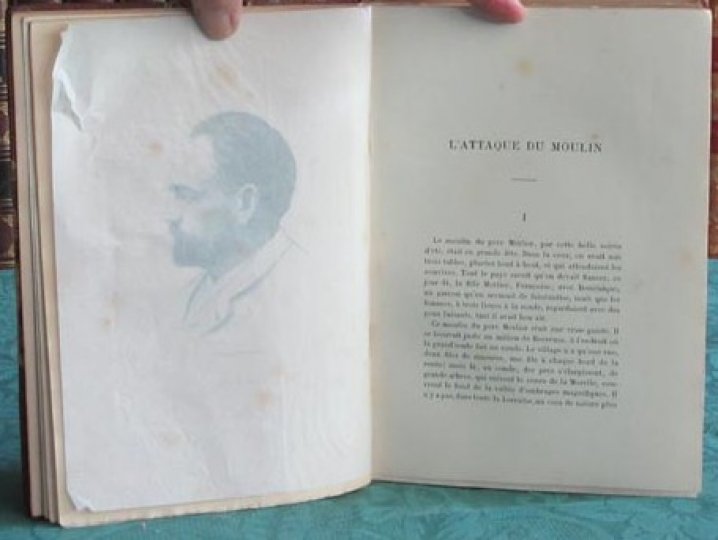 L'ATTAQUE DU MOULIN
I
Le moulin du père Merlier, par cette belle soirée
d'été, était en grande fête. Dans la cour, on avait mis
trois tables, placées bout à bout, et qui attendaient les
convives. Tout le pays savait qu'on devait fiancer, ce
jour-là, la fille Merlier, Françoise, avec Dominique,
un garçon qu'on accusait de fainéantise, mais que les
femmes, à trois lieues à la ronde, regardaient avec des
yeux luisants, tant il avait bon air.
Ce moulin du père Merlier était une vraie gaieté. Il
se trouvait juste au milieu de Rocreuse, à l'endroit où
la grand'route fait un coude. Le village n'a qu'une rue,
deux files de masures, une file à chaque bord de la
route; mais là, au coude, des prés s'élargissent, de
grands arbres, qui suivent le cours de la Morelle, cou-
vrent le fond de la vallée d'ombrages magnifiques. Il
n'y a pas, dans toute la Lorraine, un coin de nature plus